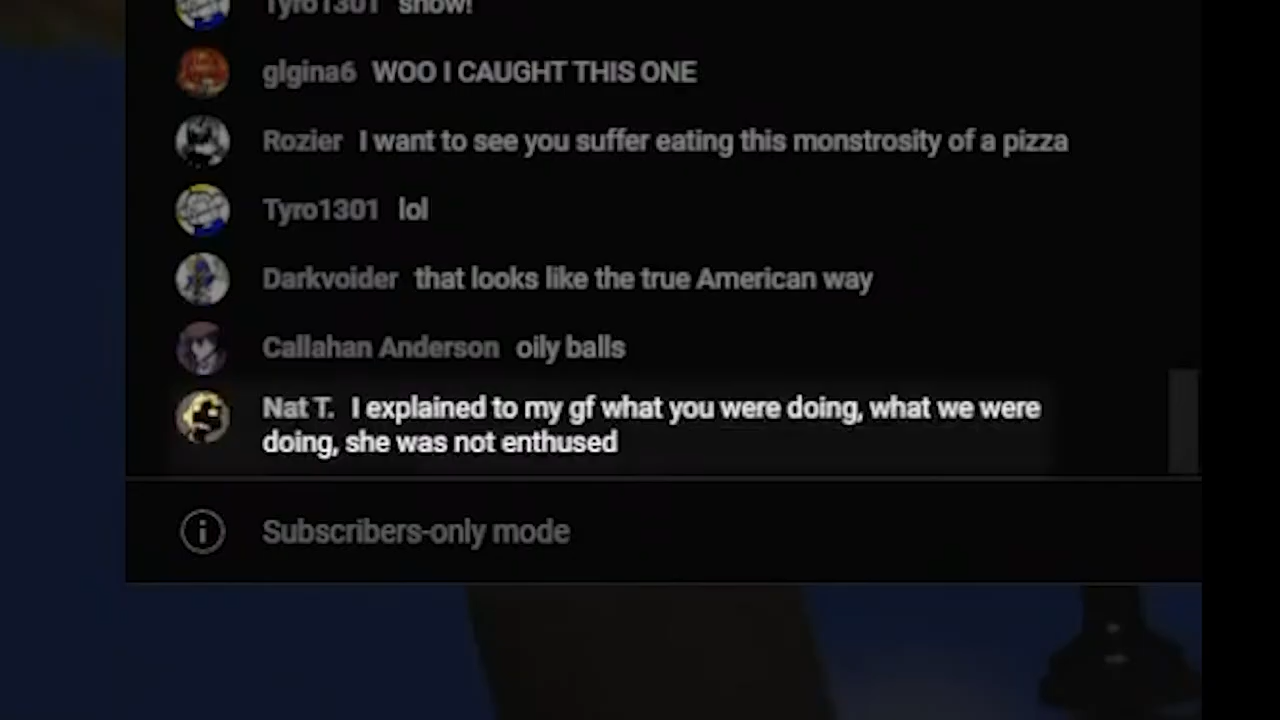 Tyro1301 show!
glgina6 WOO I CAUGHT THIS ONE
Rozier I want to see you suffer eating this monstrosity of a pizza
Tyro1301 lol
Darkvoider that looks like the true American way
Callahan Anderson oily balls
Nat T. I explained to my gf what you were doing, what we were
doing, she was not enthused
Subscribers-only mode